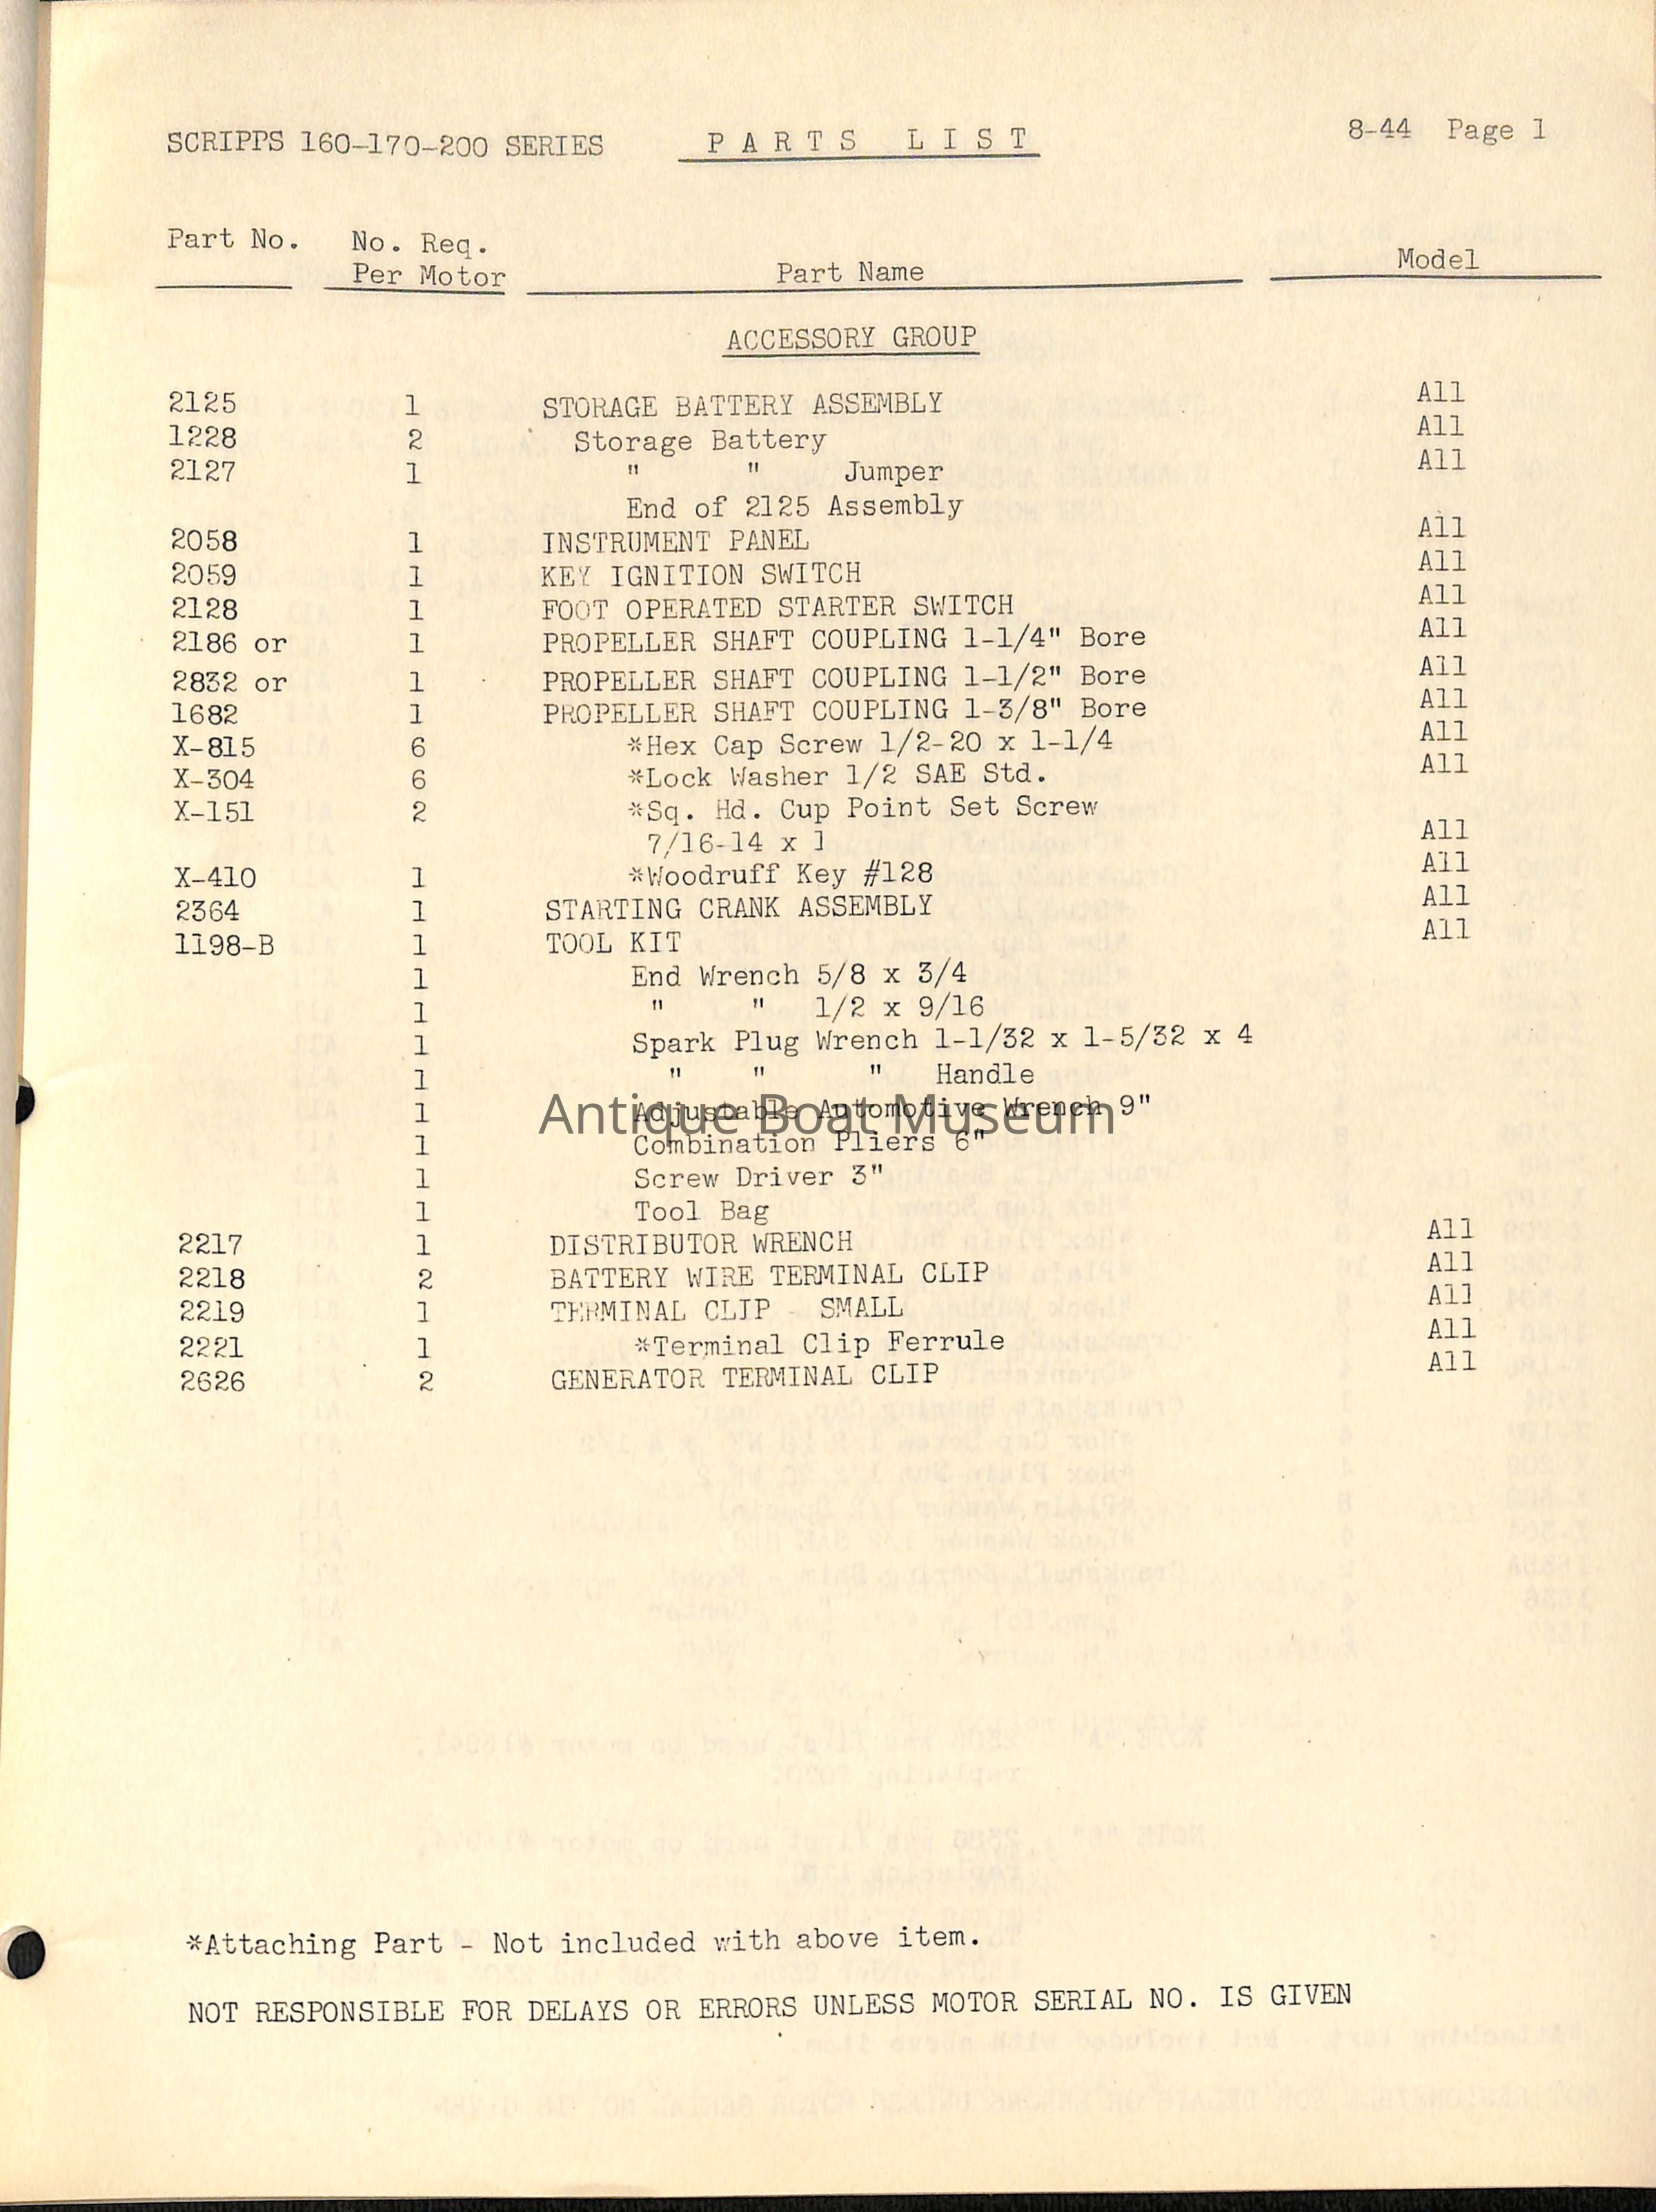 SCRIPPS 160-170-200 SERIES PARTS LIST 8-44 Page 1
Part No. No. Req. Per Motor Part Name Model
ACCESSORY GROUP
2125 1 STORAGE BATTERY ASSEMBLY All
1228 2 Storage Battery All
2127 1 " " Jumper All
End of 2125 Assembly
2058 1 INSTRUMENT PANEL All
2059 1 KEY IGNITION SWITCH All
2128 1 FOOT OPERATED STARTER SWITCH All
2186 or 1 PROPELLER SHAFT COUPLING 1-1/4" Bore All
2832 or 1 PROPELLER SHAFT COUPLING 1-1/2" Bore All
1682 1 PROPELLER SHAFT COUPLING 1-3/8" Bore All
X-815 6 *Hex Cap Screw 1/2-20 x 1-1/4 All
X-304 6 *Lock Washer 1/2 SAE Std. All
X-151 2 *Sq. Hd. Cup Point Set Screw
7/16-14 x 1 All
X-410 1 *Woodruff Key #128 All
2364 1 STARTING CRANK ASSEMBLY All
1198-B 1 TOOL KIT All
1 End Wrench 5/8 x 3/4
1 " " 1/2 x 9/16
1 Spark Plug Wrench 1-1/32 x 1-5/32 x 4
1 " " " Handle
1 Adjustable Automotive Wrench 9"
Antique Boat Museum
1 Combination Pliers 6"
1 Screw Driver 3"
1 Tool Bag
2217 1 DISTRIBUTOR WRENCH All
2218 2 BATTERY WIRE TERMINAL CLIP All
2219 1 TERMINAL CLIP - SMALL All
2221 1 *Terminal Clip Ferrule All
2626 2 GENERATOR TERMINAL CLIP All
*Attaching Part - Not included with above item.
NOT RESPONSIBLE FOR DELAYS OR ERRORS UNLESS MOTOR SERIAL NO. IS GIVEN